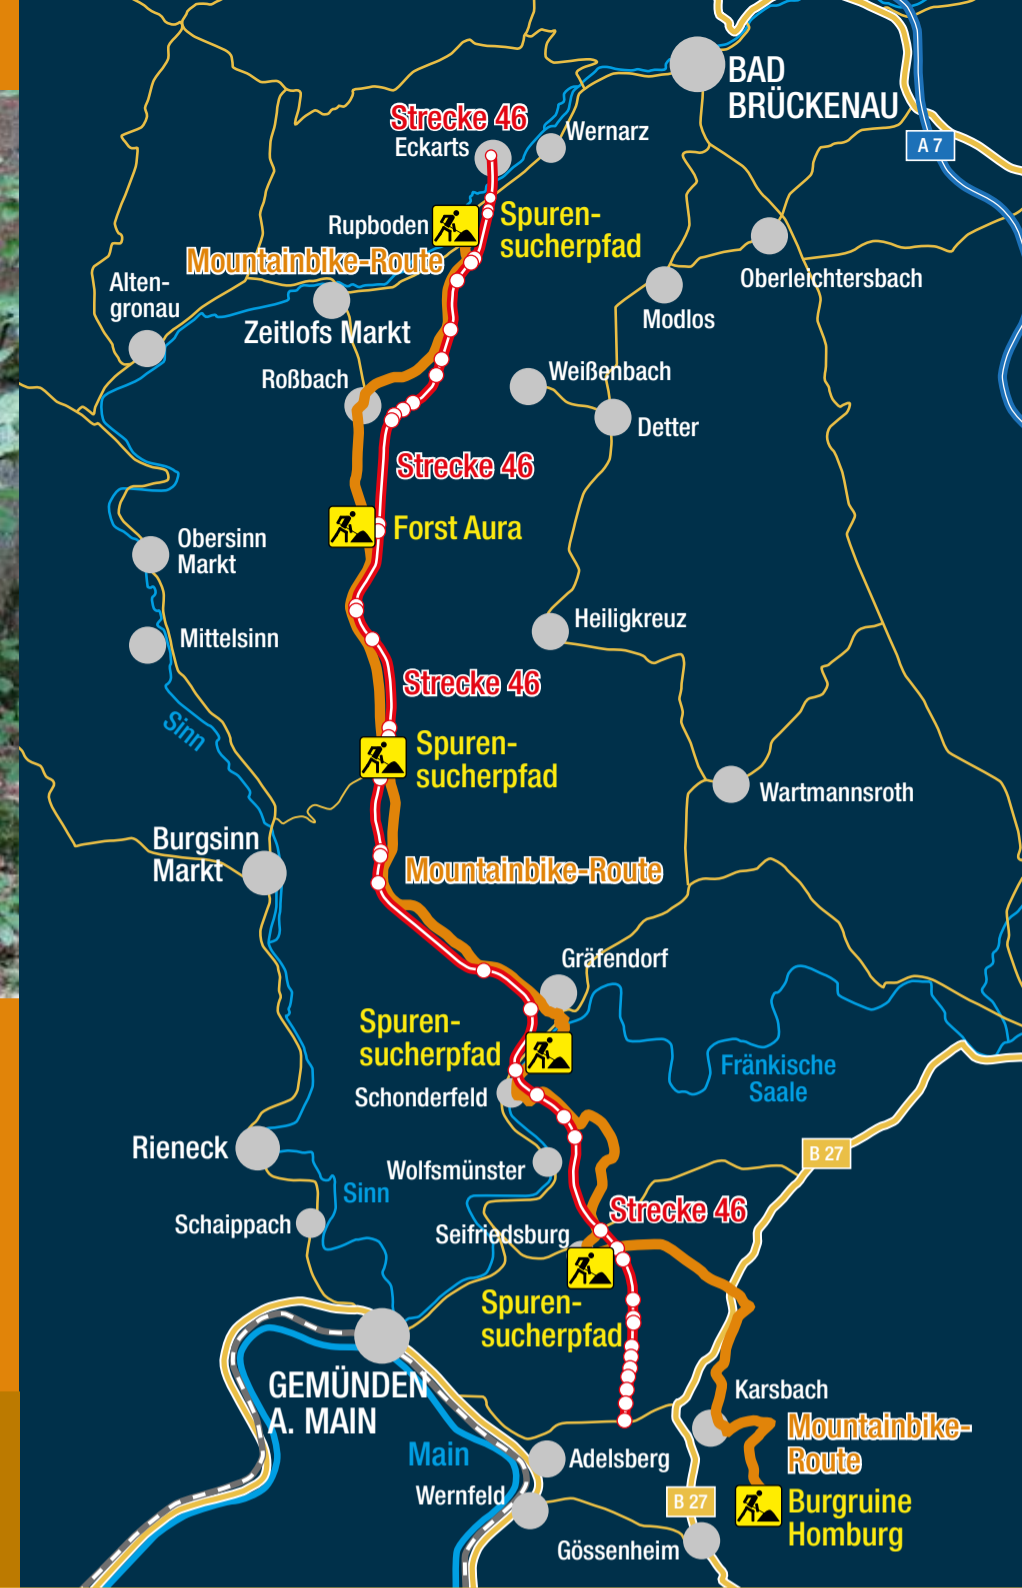 BAD
BRÜCKENAU
Strecke 46
Eckarts
Wernarz
A 7
Rupboden
Spuren-
sucherpfad
Mountainbike-Route
Oberleichtersbach
Alten-
gronau
Zeitlofs Markt
Modlos
Roßbach
Weißenbach
Detter
Strecke 46
Forst Aura
Obersinn
Markt
Heiligkreuz
Mittelsinn
Strecke 46
Sinn
Spuren-
sucherpfad
Wartmannsroth
Burgsinn
Markt
Mountainbike-Route
Gräfendorf
Spuren-
sucherpfad
Fränkische
Saale
Schonderfeld
Rieneck
B 27
Wolfsmünster
Sinn
Strecke 46
Schaippach
Seifriedsburg
Spuren-
sucherpfad
GEMÜNDEN
A. MAIN
Karsbach
Mountainbike-
Route
Main
Adelsberg
Wernfeld
B 27
Burgruine
Homburg
Gössenheim